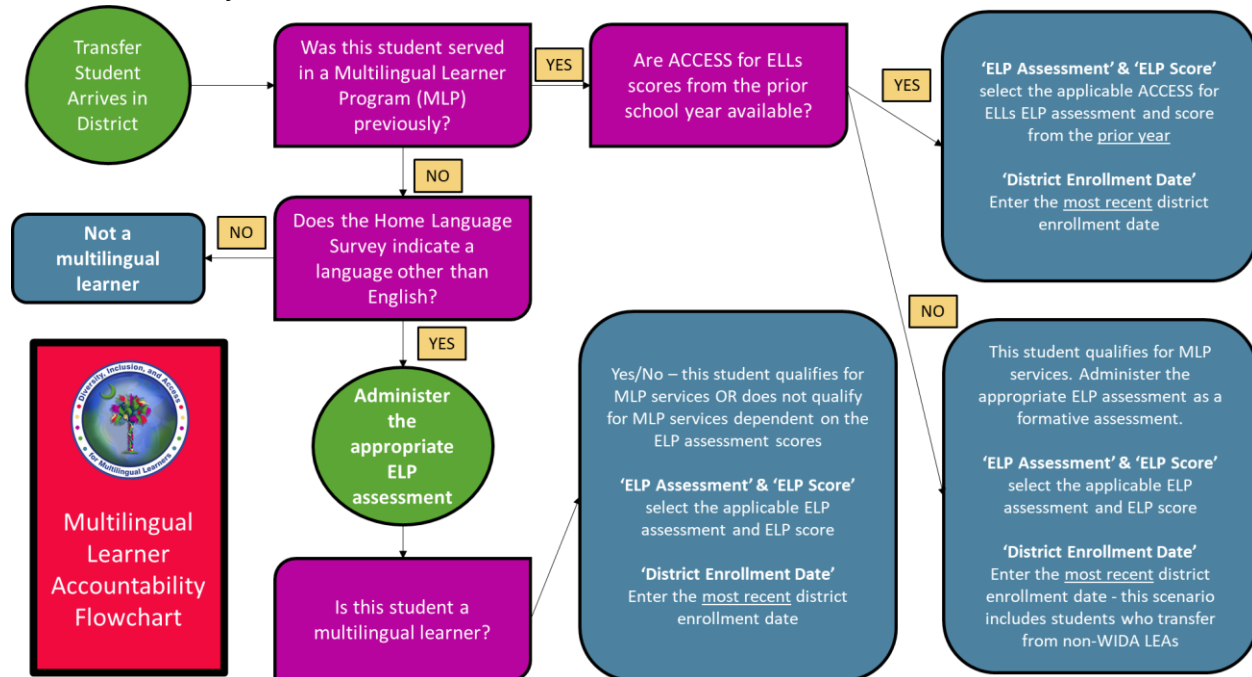 Transfer
Student
Arrives in
District
Was this student served
in a Multilingual Learner
Program (MLP)
previously?
YES
Are ACCESS for ELLs
scores from the prior
school year available?
YES
‘ELP Assessment’ & ‘ELP Score’
select the applicable ACCESS for
ELLs ELP assessment and score
from the prior year
‘District Enrollment Date’
Enter the most recent district
enrollment date
NO
Not a
multilingual
learner
NO
Does the Home Language
Survey indicate a
language other than
English?
YES
NO
Diversity, Inclusion, and Access
for Multilingual Learners
Multilingual
Learner
Accountability
Flowchart
Administer
the
appropriate
ELP
assessment
Is this student a
multilingual learner?
Yes/No – this student qualifies for
MLP services OR does not qualify
for MLP services dependent on the
ELP assessment scores
‘ELP Assessment’ & ‘ELP Score’
select the applicable ELP
assessment and ELP score
‘District Enrollment Date’
Enter the most recent district
enrollment date
This student qualifies for MLP
services. Administer the
appropriate ELP assessment as a
formative assessment.
‘ELP Assessment’ & ‘ELP Score’
select the applicable ELP
assessment and ELP score
‘District Enrollment Date’
Enter the most recent district
enrollment date - this scenario
includes students who transfer
from non-WIDA LEAs